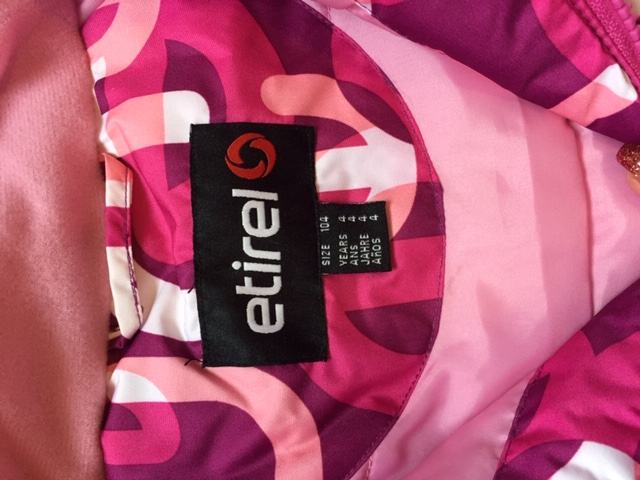 etirel
SIZE 104
YEARS 4
ANS 4
JAHRE 4
AÑOS 4